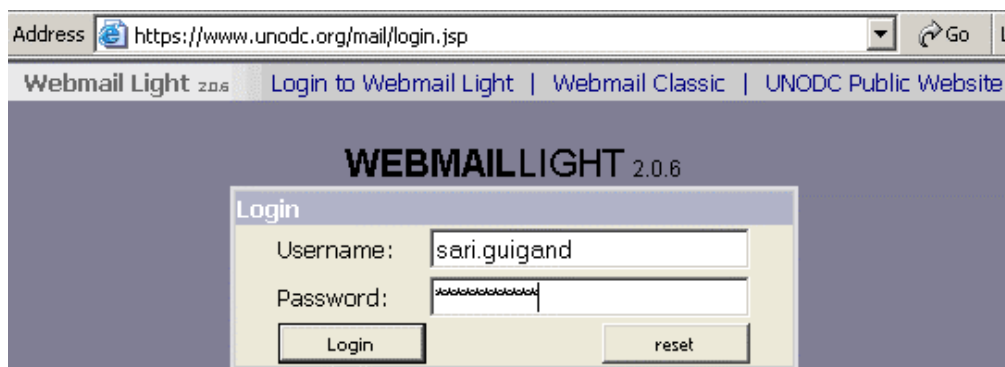 Address https://www.unodc.org/mail/login.jsp Go
Webmail Light 2.0.6 Login to Webmail Light | Webmail Classic | UNODC Public Website
WEBMAILLIGHT 2.0.6
Login
Username: sari.guigand
Password: *************
Login reset